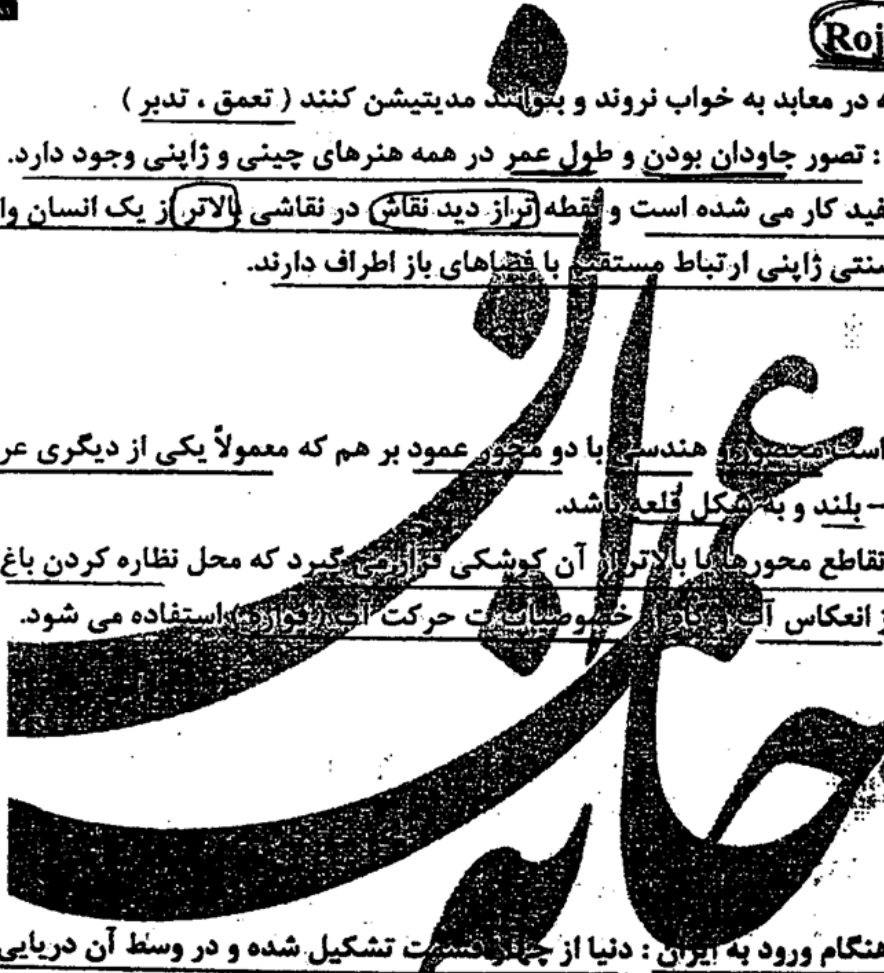 Roj
در معابد به خواب نروند و بتوانند مدیتیشن کنند ( تعمق ، تدبر )
: تصور جاودان بودن و طول عمر در همه هنرهای چینی و ژاپنی وجود دارد.
کار می شده است و نقطه تراز دید نقاش در نقاشی بالاتر از یک انسان
ژاپنی ارتباط مستقیم با فضاهای باز اطراف دارند.
است محصور و هندسی با دو محور عمود بر هم که معمولاً یکی از دیگری
– بلند و به شکل قلعه باشد.
تقاطع محورها یا بالاتر از آن کوشکی قرار می گیرد که محل نظاره کردن باغ
انعکاس آب و گاه از حرکت آب (فواره) استفاده می شود.
هنگام ورود به ایران : دنیا از چهار قسمت تشکیل شده و در وسط آن دریایی